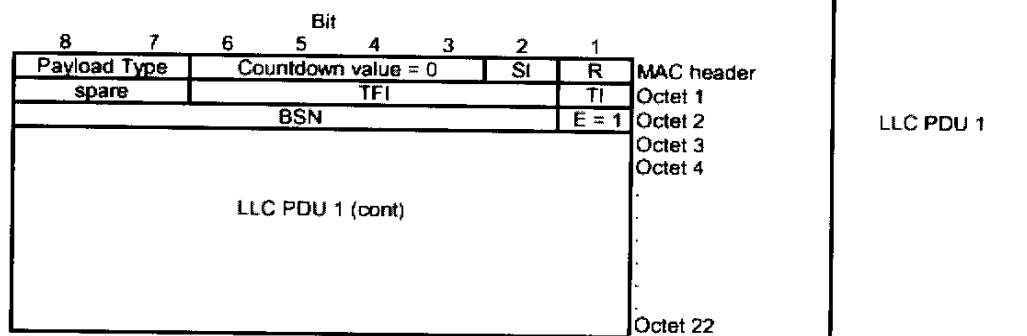 Bit
8 7 6 5 4 3 2 1
Payload Type Countdown value = 0 SI R MAC header
spare TFI TI Octet 1
BSN E = 1 Octet 2
LLC PDU 1
Octet 3
Octet 4
LLC PDU 1 (cont)
Octet 22